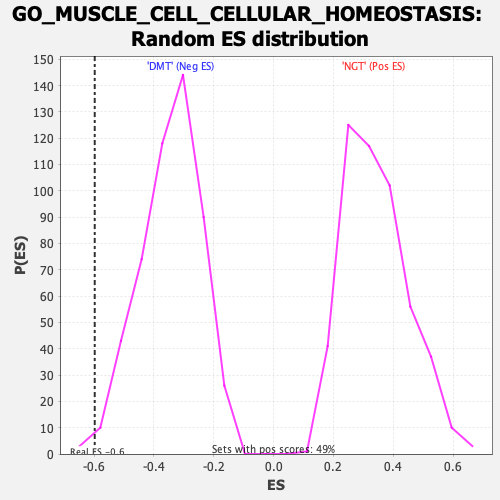 GO_MUSCLE_CELL_CELLULAR_HOMEOSTASIS:
Random ES distribution
'DMT' (Neg ES) 'NGT' (Pos ES)
150
140
130
120
110
100
90
80
70
60
50
40
30
20
10
0
P(ES)
Real ES -0.6
Sets with pos scores: 49%
-0.6 -0.4 -0.2 0.0 0.2 0.4 0.6
ES